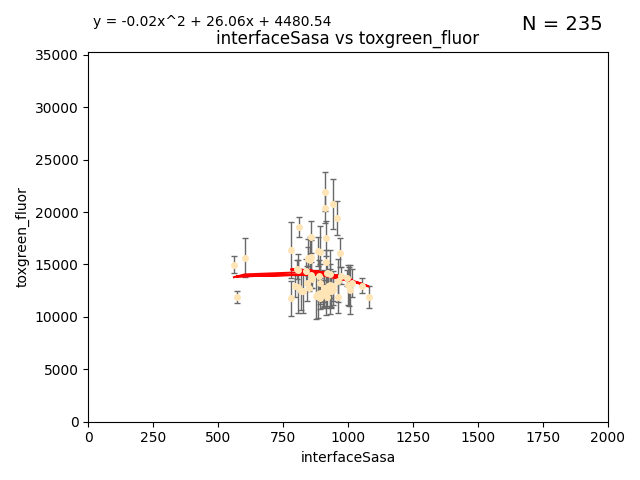 y = -0.02x^2 + 26.06x + 4480.54
N = 235
interfaceSasa vs toxgreen_fluor
35000
30000
25000
20000
15000
10000
5000
0
toxgreen_fluor
0 250 500 750 1000 1250 1500 1750 2000
interfaceSasa